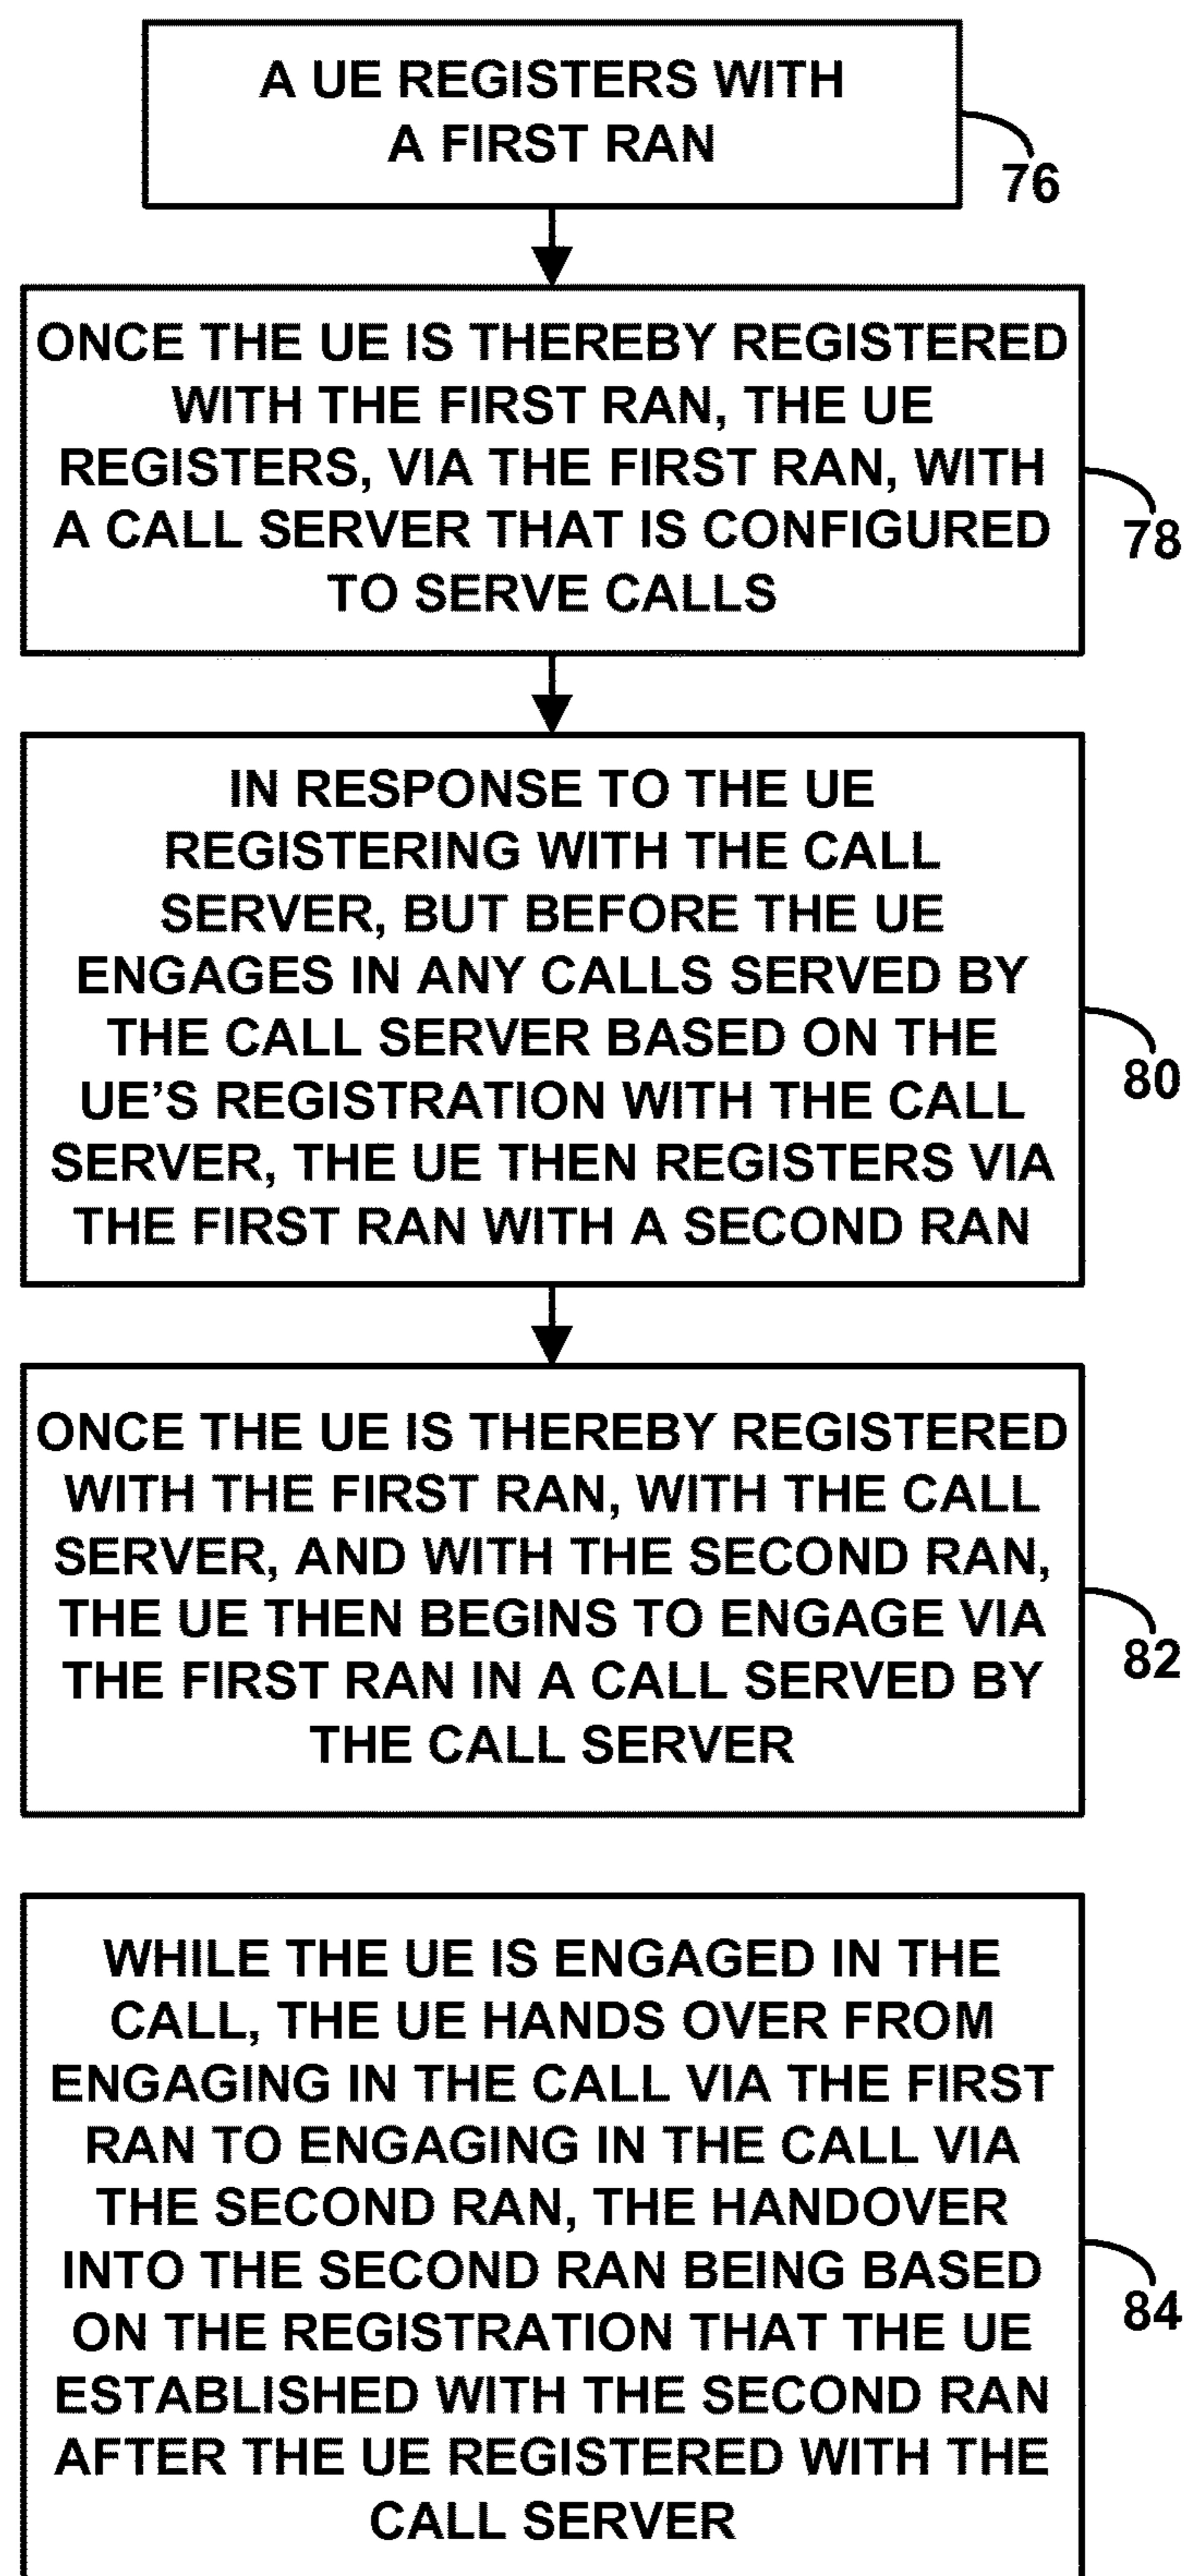 A UE REGISTERS WITH
A FIRST RAN
76
ONCE THE UE IS THEREBY REGISTERED
WITH THE FIRST RAN, THE UE
REGISTERS, VIA THE FIRST RAN, WITH
A CALL SERVER THAT IS CONFIGURED
TO SERVE CALLS
78
IN RESPONSE TO THE UE
REGISTERING WITH THE CALL
SERVER, BUT BEFORE THE UE
ENGAGES IN ANY CALLS SERVED BY
THE CALL SERVER BASED ON THE
UE’S REGISTRATION WITH THE CALL
SERVER, THE UE THEN REGISTERS VIA
THE FIRST RAN WITH A SECOND RAN
80
ONCE THE UE IS THEREBY REGISTERED
WITH THE FIRST RAN, WITH THE CALL
SERVER, AND WITH THE SECOND RAN,
THE UE THEN BEGINS TO ENGAGE VIA
THE FIRST RAN IN A CALL SERVED BY
THE CALL SERVER
82
WHILE THE UE IS ENGAGED IN THE
CALL, THE UE HANDS OVER FROM
ENGAGING IN THE CALL VIA THE FIRST
RAN TO ENGAGING IN THE CALL VIA
THE SECOND RAN, THE HANDOVER
INTO THE SECOND RAN BEING BASED
ON THE REGISTRATION THAT THE UE
ESTABLISHED WITH THE SECOND RAN
AFTER THE UE REGISTERED WITH THE
CALL SERVER
84